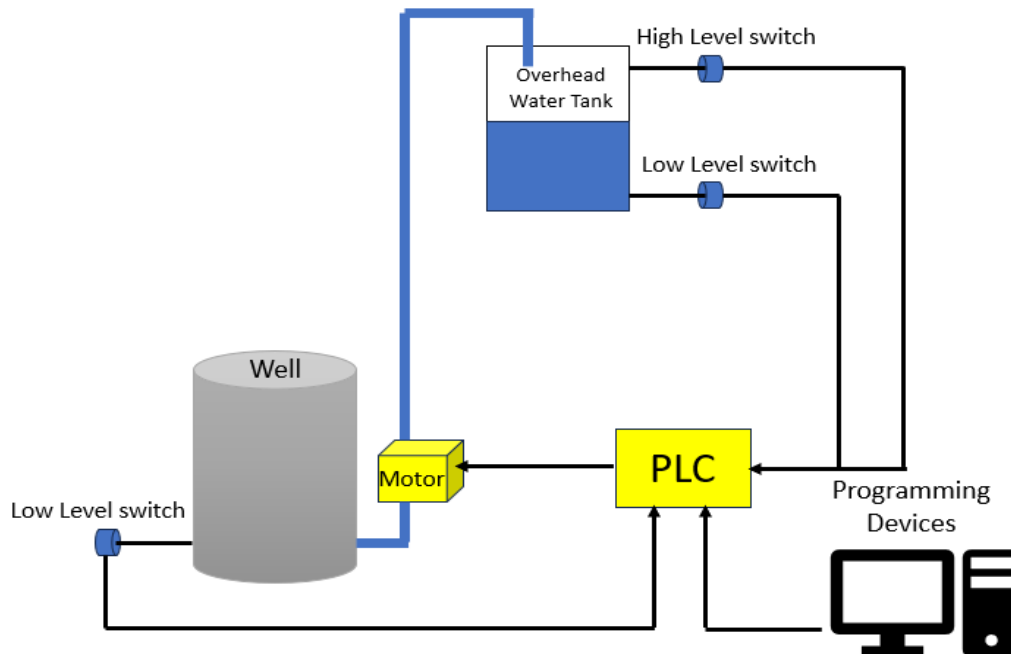 High Level switch
Overhead
Water Tank
Low Level switch
Well
Motor
PLC
Low Level switch
Programming
Devices